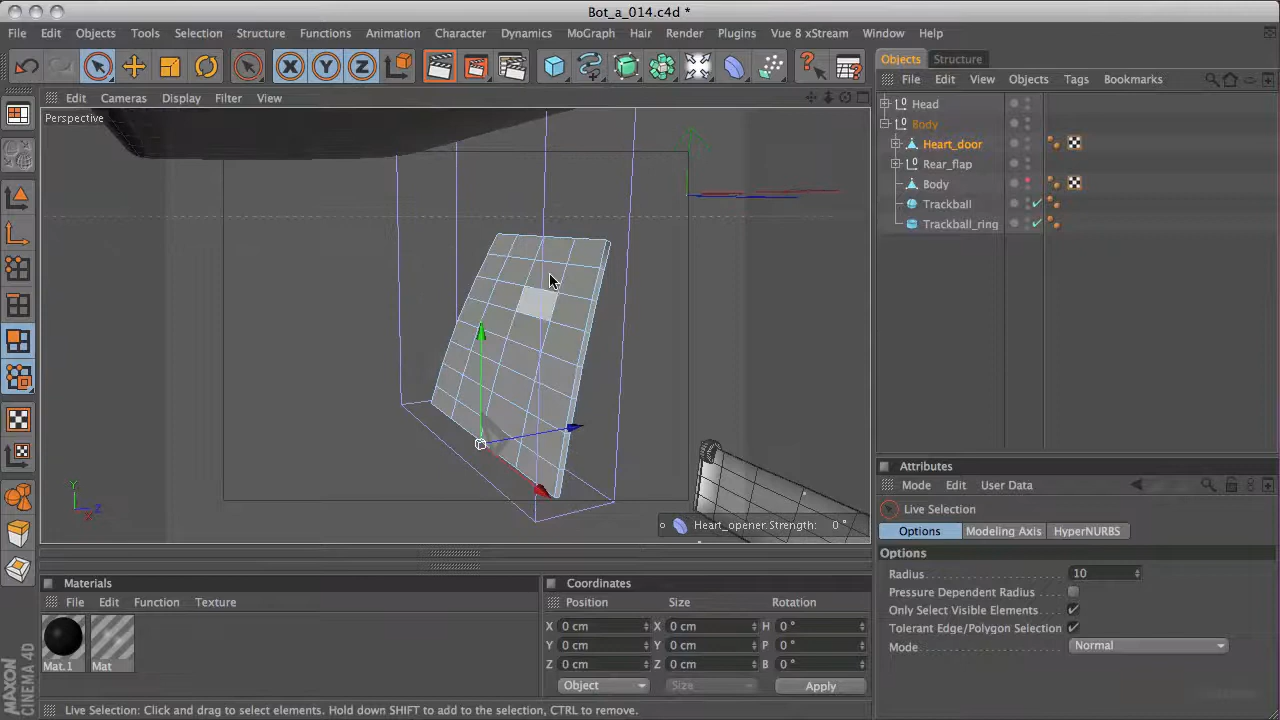 Bot_a_014.c4d *
File Edit Objects Tools Selection Structure Functions Animation Character Dynamics MoGraph Hair Render Plugins Vue 8 xStream Window Help
X Y Z
Objects Structure
File Edit View Objects Tags Bookmarks
Edit Cameras Display Filter View
Perspective
Head
Body
Heart_door
Rear_flap
Body
Trackball
Trackball_ring
Y
Z
X
Heart_opener.Strength: 0 °
Attributes
Mode Edit User Data
Live Selection
Options Modeling Axis HyperNURBS
Options
Radius 10
Pressure Dependent Radius
Only Select Visible Elements
Tolerant Edge/Polygon Selection
Mode Normal
Materials
File Edit Function Texture
Mat.1 Mat
Coordinates
Position Size Rotation
X 0 cm X 0 cm H 0 °
Y 0 cm Y 0 cm P 0 °
Z 0 cm Z 0 cm B 0 °
Object Size Apply
MAXON
CINEMA 4D
Live Selection: Click and drag to select elements. Hold down SHIFT to add to the selection, CTRL to remove.